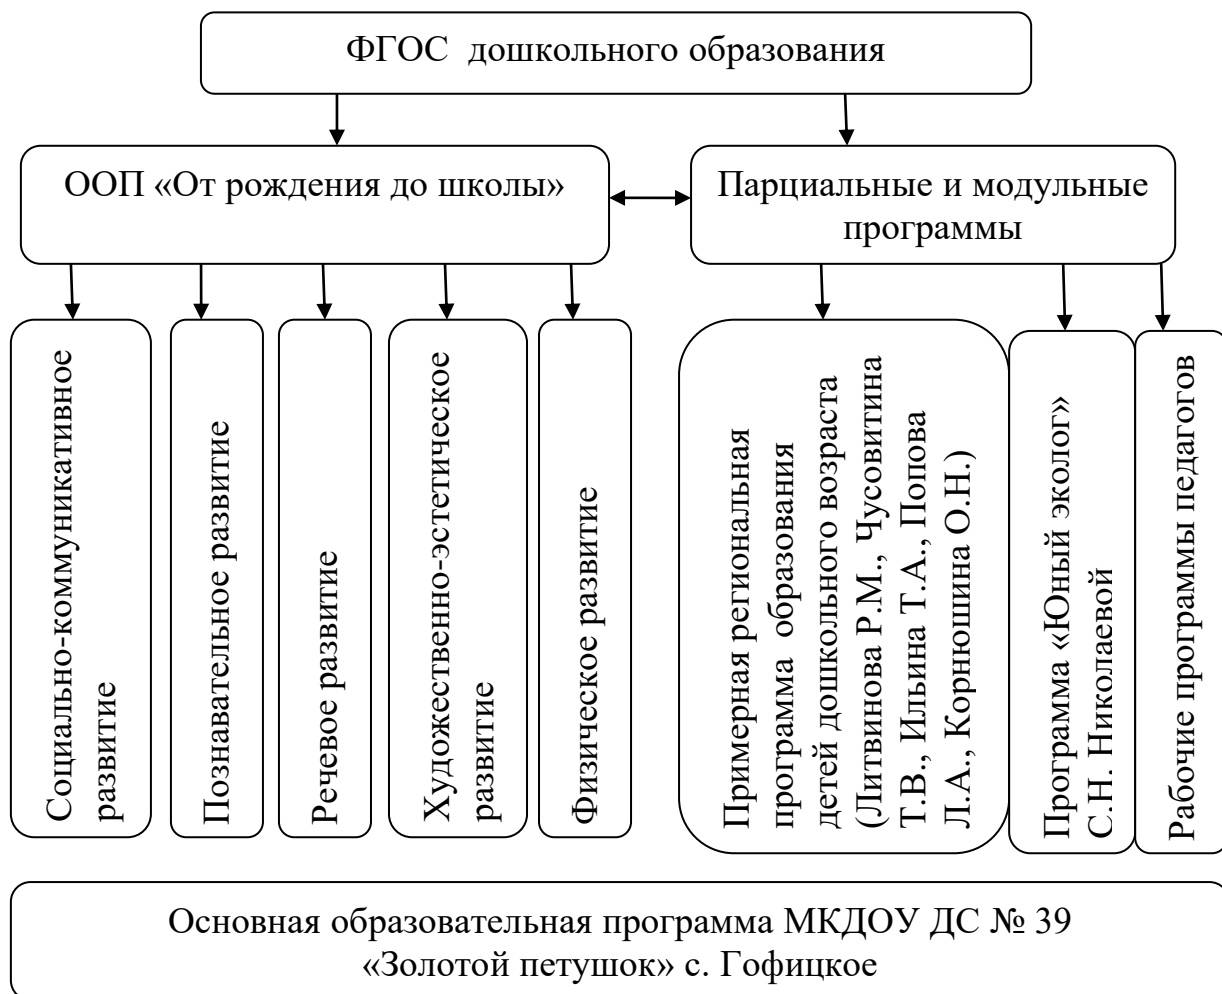 ФГОС дошкольного образования
ООП «От рождения до школы»
Парциальные и модульные
программы
Социально-коммуникативное
развитие
Познавательное развитие
Речевое развитие
Художественно-эстетическое
развитие
Физическое развитие
Примерная региональная
программа образования
детей дошкольного возраста
(Литвинова Р.М., Чусовитина
Т.В., Ильина Т.А., Попова
Л.А., Корнюшина О.Н.)
Программа «Юный эколог»
С.Н. Николаевой
Рабочие программы педагогов
Основная образовательная программа МКДОУ ДС № 39
«Золотой петушок» с. Гофицкое